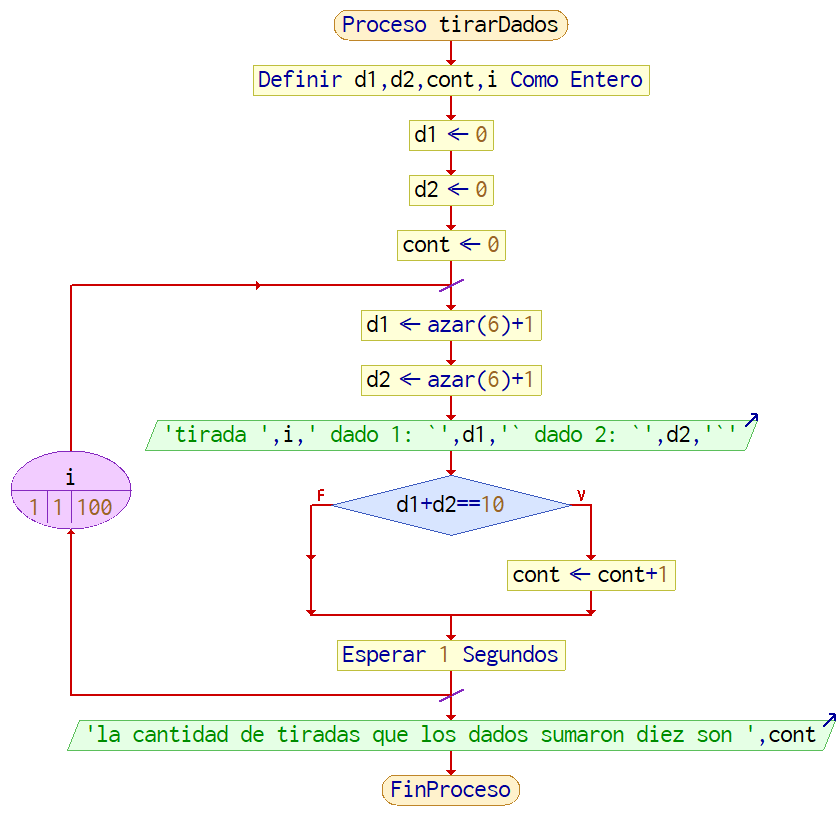 Proceso tirarDados
Definir d1,d2,cont,i Como Entero
d1 ← 0
d2 ← 0
cont ← 0
d1 ← azar(6)+1
d2 ← azar(6)+1
'tirada ',i,' dado 1: `',d1,'` dado 2: `',d2,'`'
i
1 1 100
F
V
d1+d2==10
cont ← cont+1
Esperar 1 Segundos
'la cantidad de tiradas que los dados sumaron diez son ',cont
FinProceso